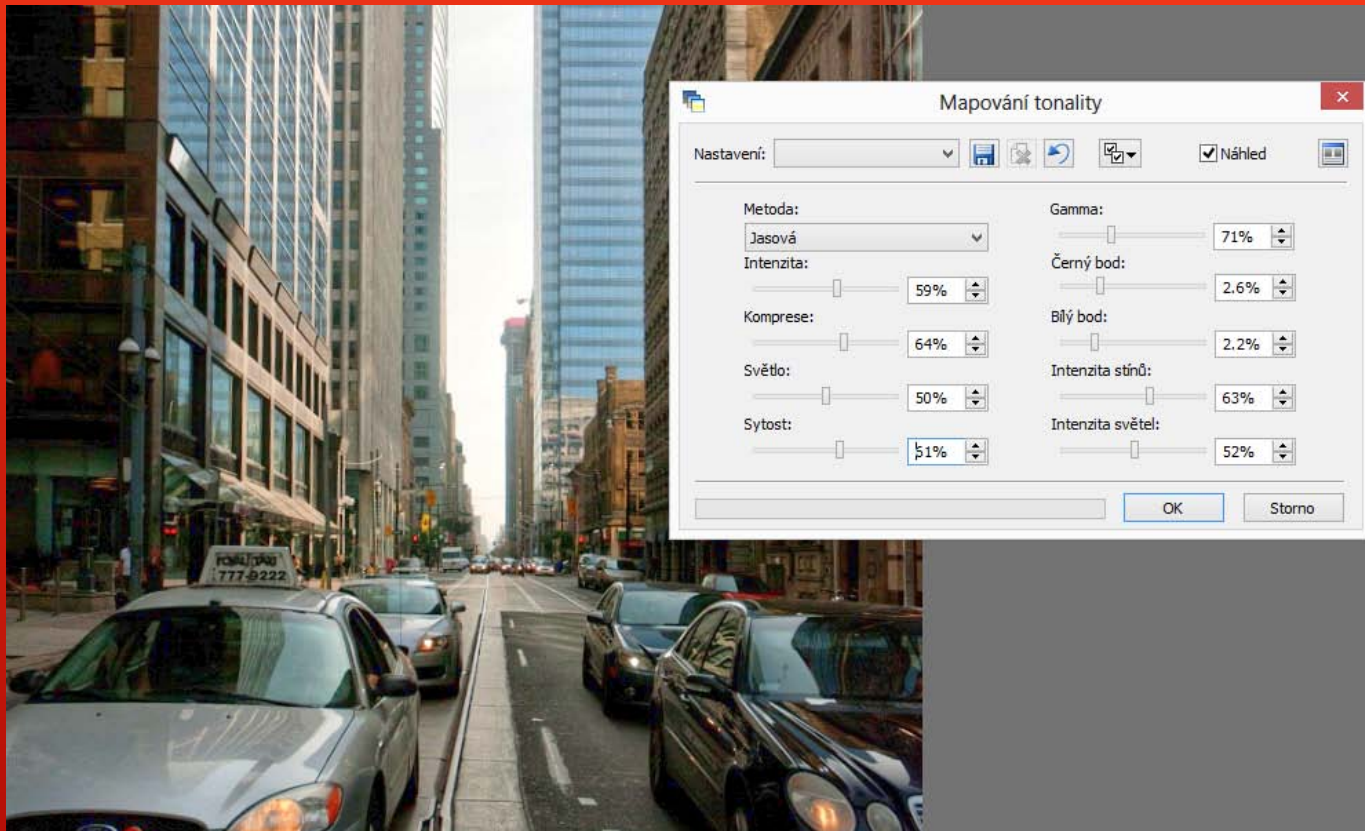 Mapování tonality
Nastavení:
Náhled
Metoda:
Jasová
Intenzita:
59%
Komprese:
64%
Světlo:
50%
Sytost:
51%
Gamma:
71%
Černý bod:
2.6%
Bílý bod:
2.2%
Intenzita stínů:
63%
Intenzita světel:
52%
OK
Storno
777-9222